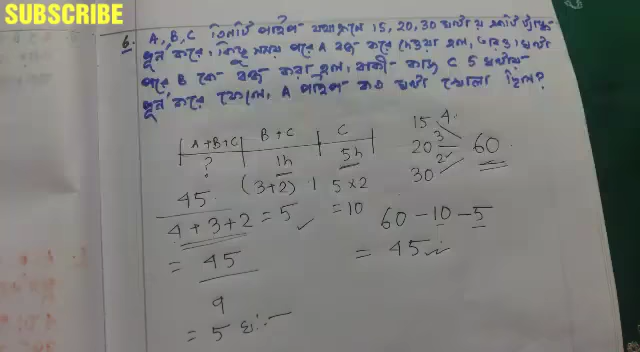 SUBSCRIBE
6. A, B, C তিনটি পাইপ যথাক্রমে 15, 20, 30 ঘন্টায় একটি ট্যাঙ্ক
পূর্ণ করে। কিছু সময় পরে A বন্ধ করে দেওয়া হল, আরও 1 ঘন্টা
পরে B কে বন্ধ করা হল, বাকী কাজ C 5 ঘন্টায়
পূর্ণ করে ফেলে, A পাইপ কত ঘন্টা খোলা ছিল?
A+B+C B+C C
? 1h 5h
(3+2) 1 5×2
=10
45
4+3+2 = 5
= 45
9
= 5 ঘ:
15 4
20 3 60
30 2
60 - 10 - 5
= 45